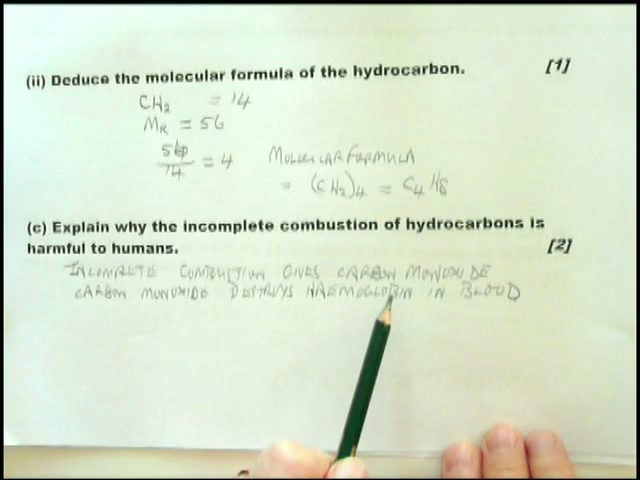 (ii) Deduce the molecular formula of the hydrocarbon. [1]
CH2 = 14
MR = 56
56/14 = 4 MOLECULAR FORMULA
= (CH2)4 = C4 H8
(c) Explain why the incomplete combustion of hydrocarbons is
harmful to humans. [2]
INCOMPLETE COMBUSTION GIVES CARBON MONOXIDE
CARBON MONOXIDE DESTROYS HAEMOGLOBIN IN BLOOD